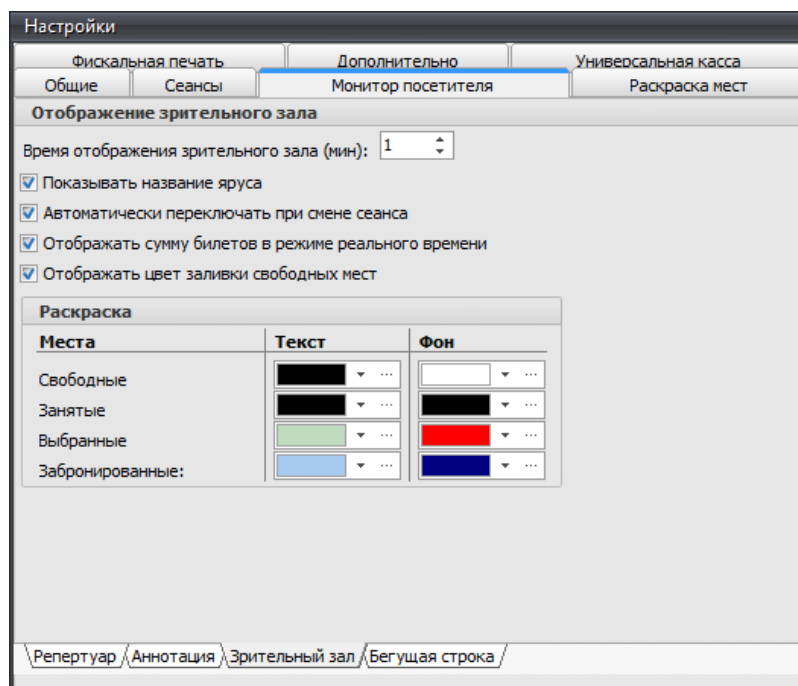 Настройки
Фискальная печать Дополнительно Универсальная касса
Общие Сеансы Монитор посетителя Раскраска мест
Отображение зрительного зала
Время отображения зрительного зала (мин): 1
Показывать название яруса
Автоматически переключать при смене сеанса
Отображать сумму билетов в режиме реального времени
Отображать цвет заливки свободных мест
Раскраска
Места Текст Фон
Свободные
Занятые
Выбранные
Забронированные:
Репертуар Аннотация Зрительный зал Бегущая строка